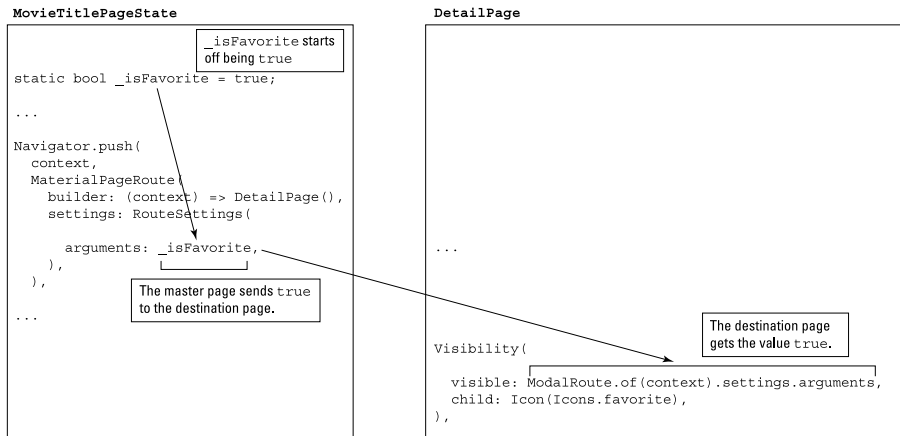 MovieTitlePageState
_isFavorite starts
off being true
static bool _isFavorite = true;
...
Navigator.push(
context,
MaterialPageRoute(
builder: (context) => DetailPage(),
settings: RouteSettings(
arguments: _isFavorite,
),
),
The master page sends true
to the destination page.
...
DetailPage
...
The destination page
gets the value true.
Visibility(
visible: ModalRoute.of(context).settings.arguments,
child: Icon(Icons.favorite),
),